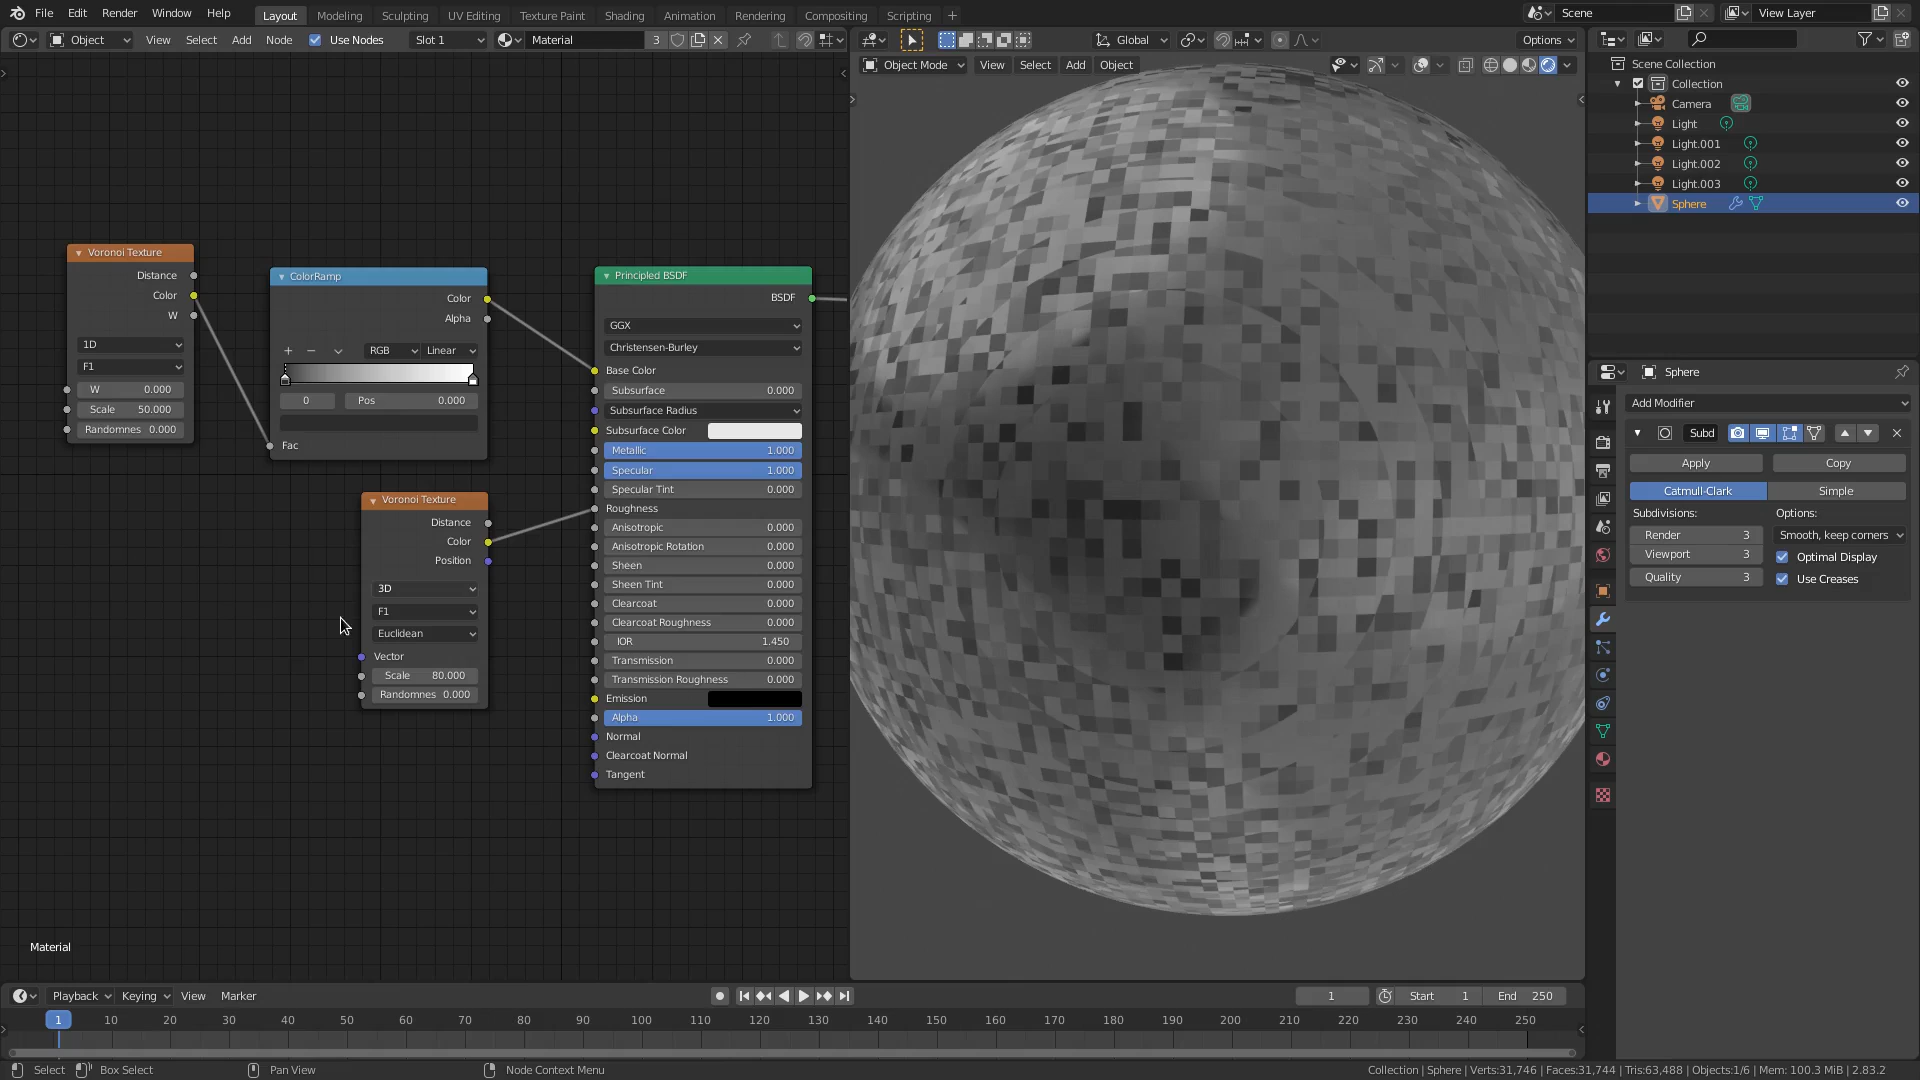 File Edit Render Window Help Layout Modeling Sculpting UV Editing Texture Paint Shading Animation Rendering Compositing Scripting + Scene View Layer
Object View Select Add Node Use Nodes Slot 1 Material 3 Global Options
Object Mode View Select Add Object
Scene Collection
Collection
Camera
Light
Light.001
Light.002
Light.003
Sphere
Voronoi Texture
Distance
Color
W
1D
F1
W 0.000
Scale 50.000
Randomnes 0.000
ColorRamp
Color
Alpha
RGB Linear
0 Pos 0.000
Fac
Voronoi Texture
Distance
Color
Position
3D
F1
Euclidean
Vector
Scale 80.000
Randomnes 0.000
Principled BSDF
BSDF
GGX
Christensen-Burley
Base Color
Subsurface 0.000
Subsurface Radius
Subsurface Color
Metallic 1.000
Specular 1.000
Specular Tint 0.000
Roughness
Anisotropic 0.000
Anisotropic Rotation 0.000
Sheen 0.000
Sheen Tint 0.000
Clearcoat 0.000
Clearcoat Roughness 0.000
IOR 1.450
Transmission 0.000
Transmission Roughness 0.000
Emission
Alpha 1.000
Normal
Clearcoat Normal
Tangent
Sphere
Add Modifier
Subd
Apply Copy
Catmull-Clark Simple
Subdivisions: Options:
Render 3 Smooth, keep corners
Viewport 3 Optimal Display
Quality 3 Use Creases
Material
Playback Keying View Marker 1 Start 1 End 250
1 10 20 30 40 50 60 70 80 90 100 110 120 130 140 150 160 170 180 190 200 210 220 230 240 250
Select Box Select Pan View Node Context Menu Collection | Sphere | Verts:31,746 | Faces:31,744 | Tris:63,488 | Objects:1/6 | Mem: 100.3 MiB | 2.83.2